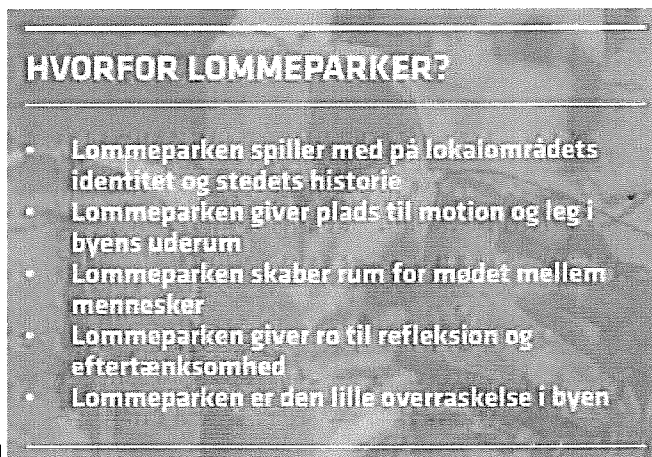 HVORFOR LOMMEPARKER?
• Lommeparken spiller med på lokalområdets
identitet og stedets historie
• Lommeparken giver plads til motion og leg i
byens uderum
• Lommeparken skaber rum for mødet mellem
mennesker
• Lommeparken giver ro til refleksion og
eftertænksomhed
• Lommeparken er den lille overraskelse i byen